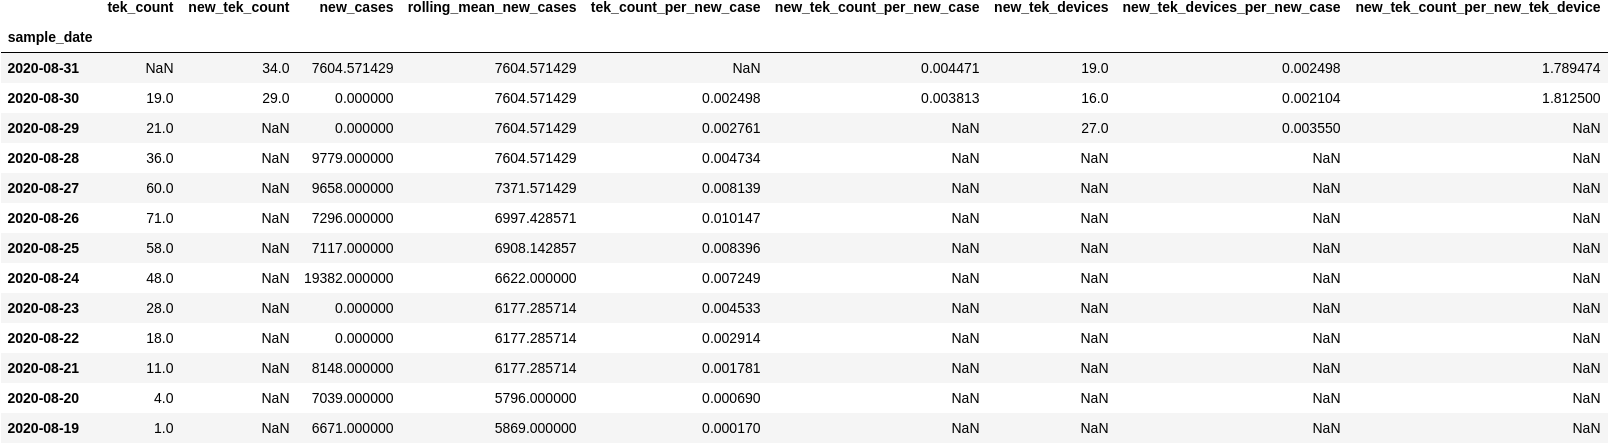 tek_count new_tek_count new_cases rolling_mean_new_cases tek_count_per_new_case new_tek_count_per_new_case new_tek_devices new_tek_devices_per_new_case new_tek_count_per_new_tek_device
sample_date
2020-08-31 NaN 34.0 7604.571429 7604.571429 NaN 0.004471 19.0 0.002498 1.789474
2020-08-30 19.0 29.0 0.000000 7604.571429 0.002498 0.003813 16.0 0.002104 1.812500
2020-08-29 21.0 NaN 0.000000 7604.571429 0.002761 NaN 27.0 0.003550 NaN
2020-08-28 36.0 NaN 9779.000000 7604.571429 0.004734 NaN NaN NaN NaN
2020-08-27 60.0 NaN 9658.000000 7371.571429 0.008139 NaN NaN NaN NaN
2020-08-26 71.0 NaN 7296.000000 6997.428571 0.010147 NaN NaN NaN NaN
2020-08-25 58.0 NaN 7117.000000 6908.142857 0.008396 NaN NaN NaN NaN
2020-08-24 48.0 NaN 19382.000000 6622.000000 0.007249 NaN NaN NaN NaN
2020-08-23 28.0 NaN 0.000000 6177.285714 0.004533 NaN NaN NaN NaN
2020-08-22 18.0 NaN 0.000000 6177.285714 0.002914 NaN NaN NaN NaN
2020-08-21 11.0 NaN 8148.000000 6177.285714 0.001781 NaN NaN NaN NaN
2020-08-20 4.0 NaN 7039.000000 5796.000000 0.000690 NaN NaN NaN NaN
2020-08-19 1.0 NaN 6671.000000 5869.000000 0.000170 NaN NaN NaN NaN